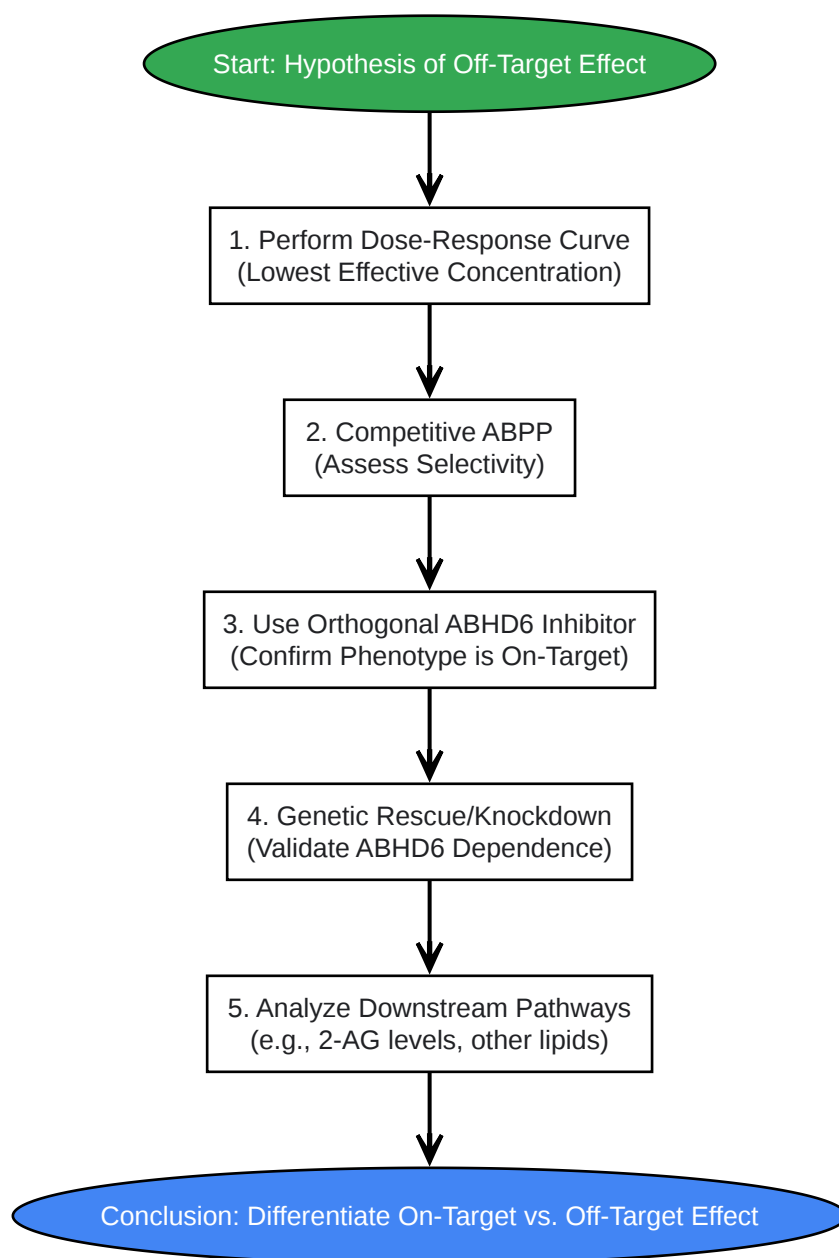 Start: Hypothesis of Off-Target Effect
1. Perform Dose-Response Curve
(Lowest Effective Concentration)
2. Competitive ABPP
(Assess Selectivity)
3. Use Orthogonal ABHD6 Inhibitor
(Confirm Phenotype is On-Target)
4. Genetic Rescue/Knockdown
(Validate ABHD6 Dependence)
5. Analyze Downstream Pathways
(e.g., 2-AG levels, other lipids)
Conclusion: Differentiate On-Target vs. Off-Target Effect